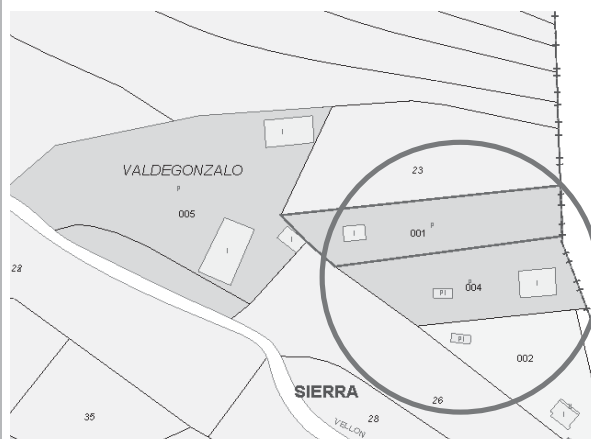 I
VALDEGONZALO
23
P
005
P
I
001
I
I
28
P
004
PI
I
PI
002
SIERRA
26
35
28
VELLON
I